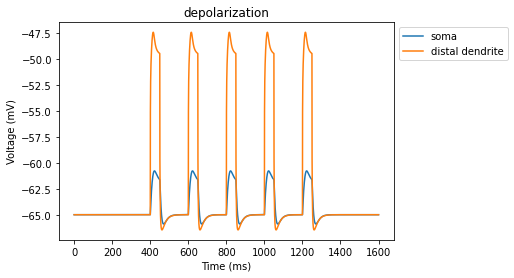 depolarization
soma
distal dendrite
Voltage (mV)
-47.5
-50.0
-52.5
-55.0
-57.5
-60.0
-62.5
-65.0
0 200 400 600 800 1000 1200 1400 1600
Time (ms)